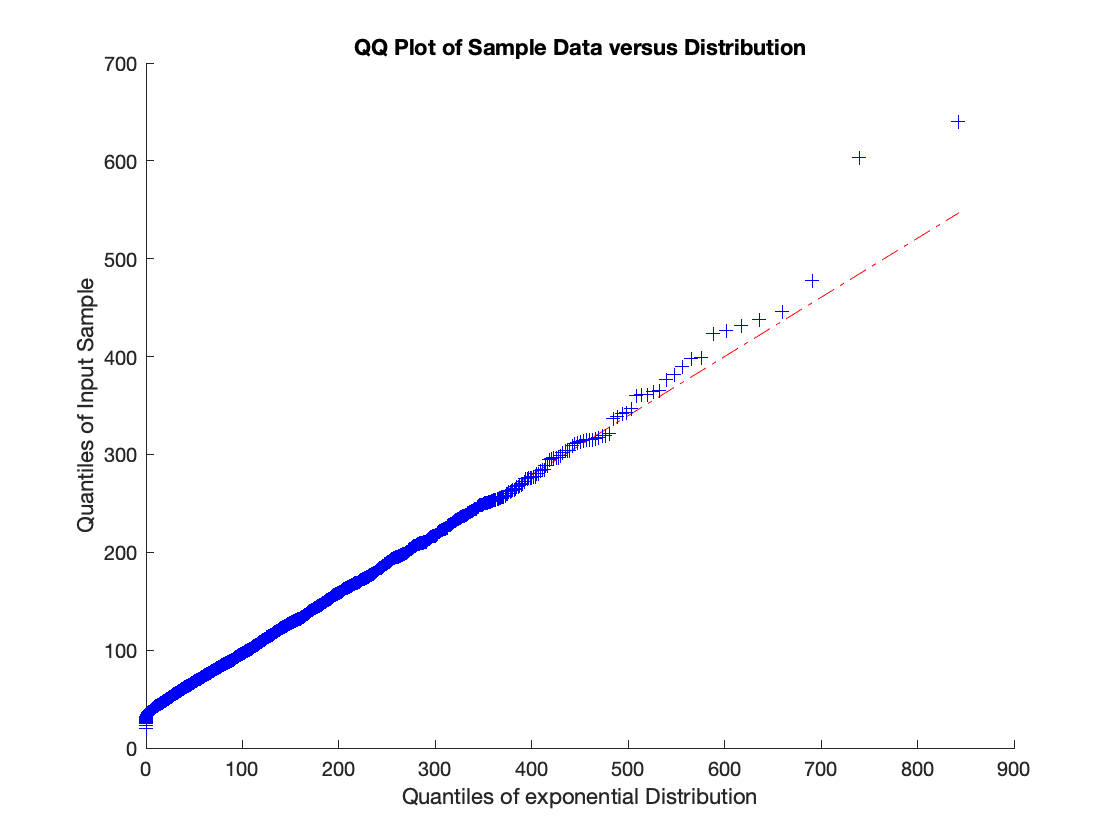 QQ Plot of Sample Data versus Distribution
700
600
500
400
300
200
100
0
Quantiles of Input Sample
0 100 200 300 400 500 600 700 800 900
Quantiles of exponential Distribution